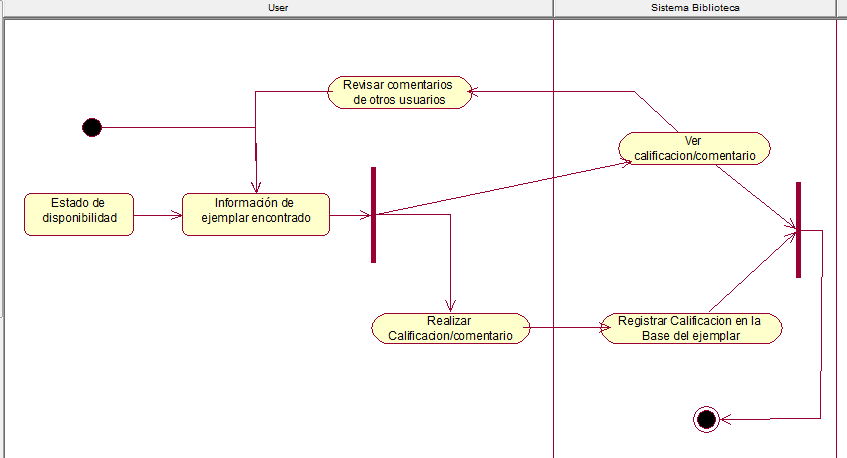 User
Sistema Biblioteca
Revisar comentarios
de otros usuarios
Ver
calificacion/comentario
Estado de
disponibilidad
Información de
ejemplar encontrado
Realizar
Calificacion/comentario
Registrar Calificacion en la
Base del ejemplar